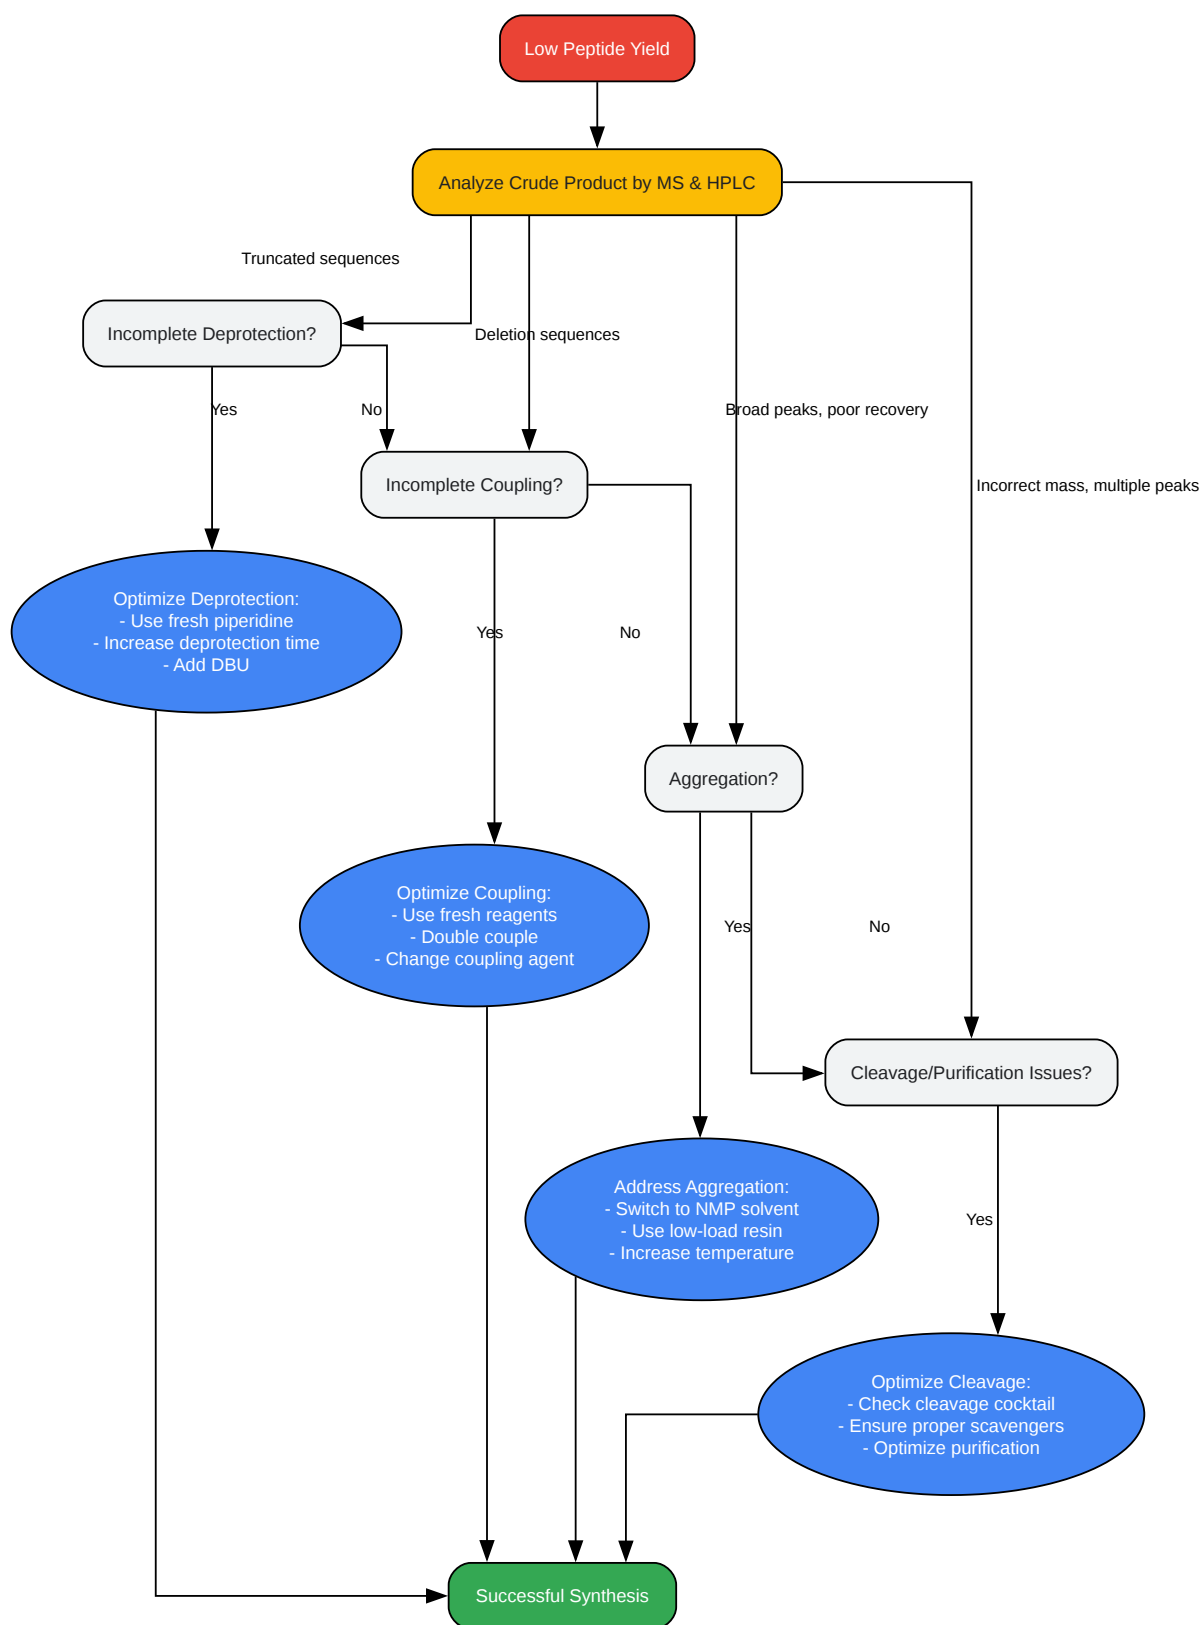 Low Peptide Yield
Analyze Crude Product by MS & HPLC
Truncated sequences
Incomplete Deprotection?
Deletion sequences
Yes
No
Broad peaks, poor recovery
Incomplete Coupling?
Incorrect mass, multiple peaks
Optimize Deprotection:
- Use fresh piperidine
- Increase deprotection time
- Add DBU
Yes
No
Aggregation?
Optimize Coupling:
- Use fresh reagents
- Double couple
- Change coupling agent
Yes
No
Cleavage/Purification Issues?
Address Aggregation:
- Switch to NMP solvent
- Use low-load resin
- Increase temperature
Yes
Optimize Cleavage:
- Check cleavage cocktail
- Ensure proper scavengers
- Optimize purification
Successful Synthesis